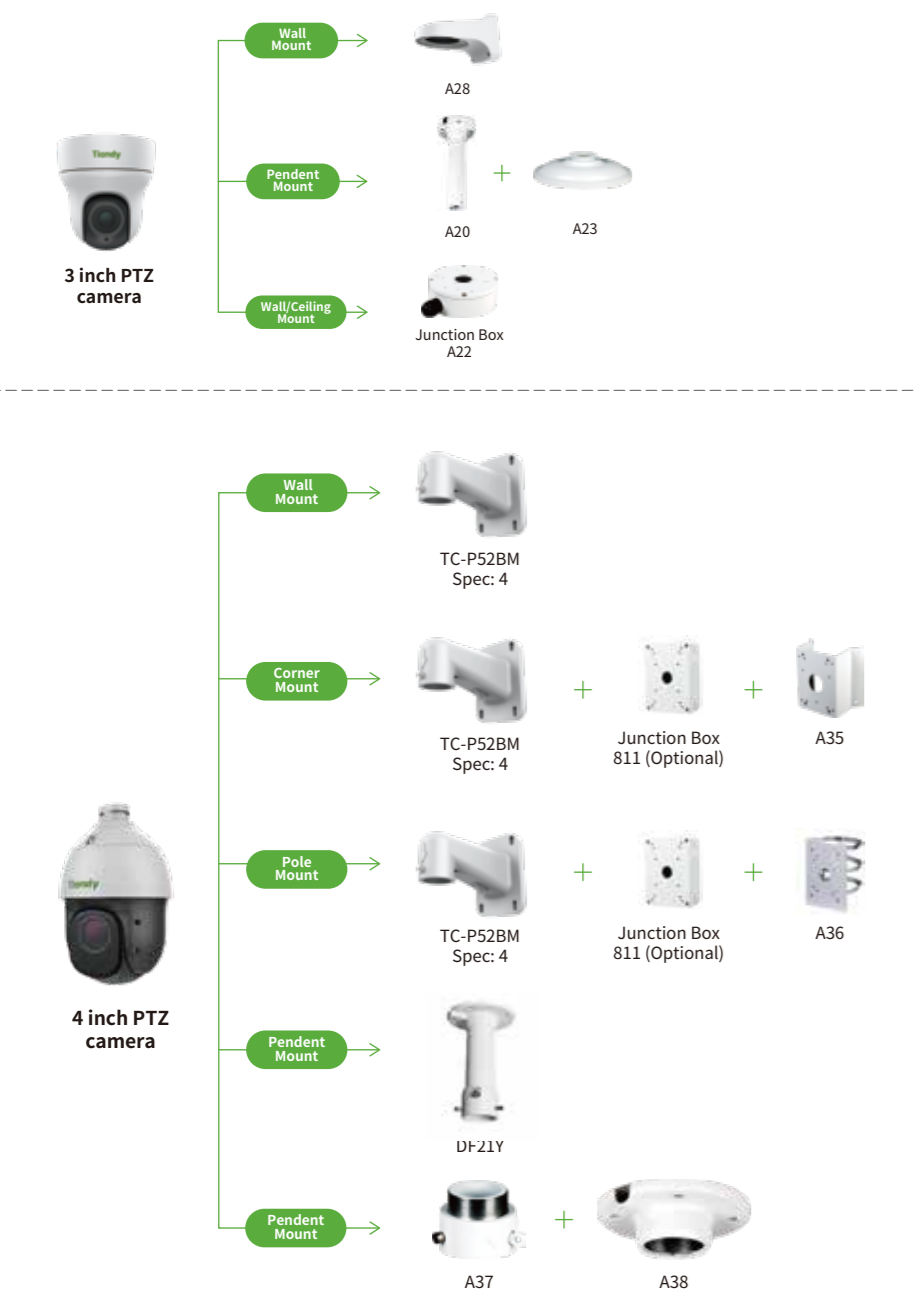 Wall
Mount
A28
Tiandy
Pendent
Mount
A20
A23
3 inch PTZ
camera
Wall/Ceiling
Mount
Junction Box
A22
Wall
Mount
TC-P52BM
Spec: 4
Corner
Mount
TC-P52BM
Spec: 4
Junction Box
811 (Optional)
A35
Tiandy
Pole
Mount
TC-P52BM
Spec: 4
Junction Box
811 (Optional)
A36
4 inch PTZ
camera
Pendent
Mount
DF21Y
Pendent
Mount
A37
A38